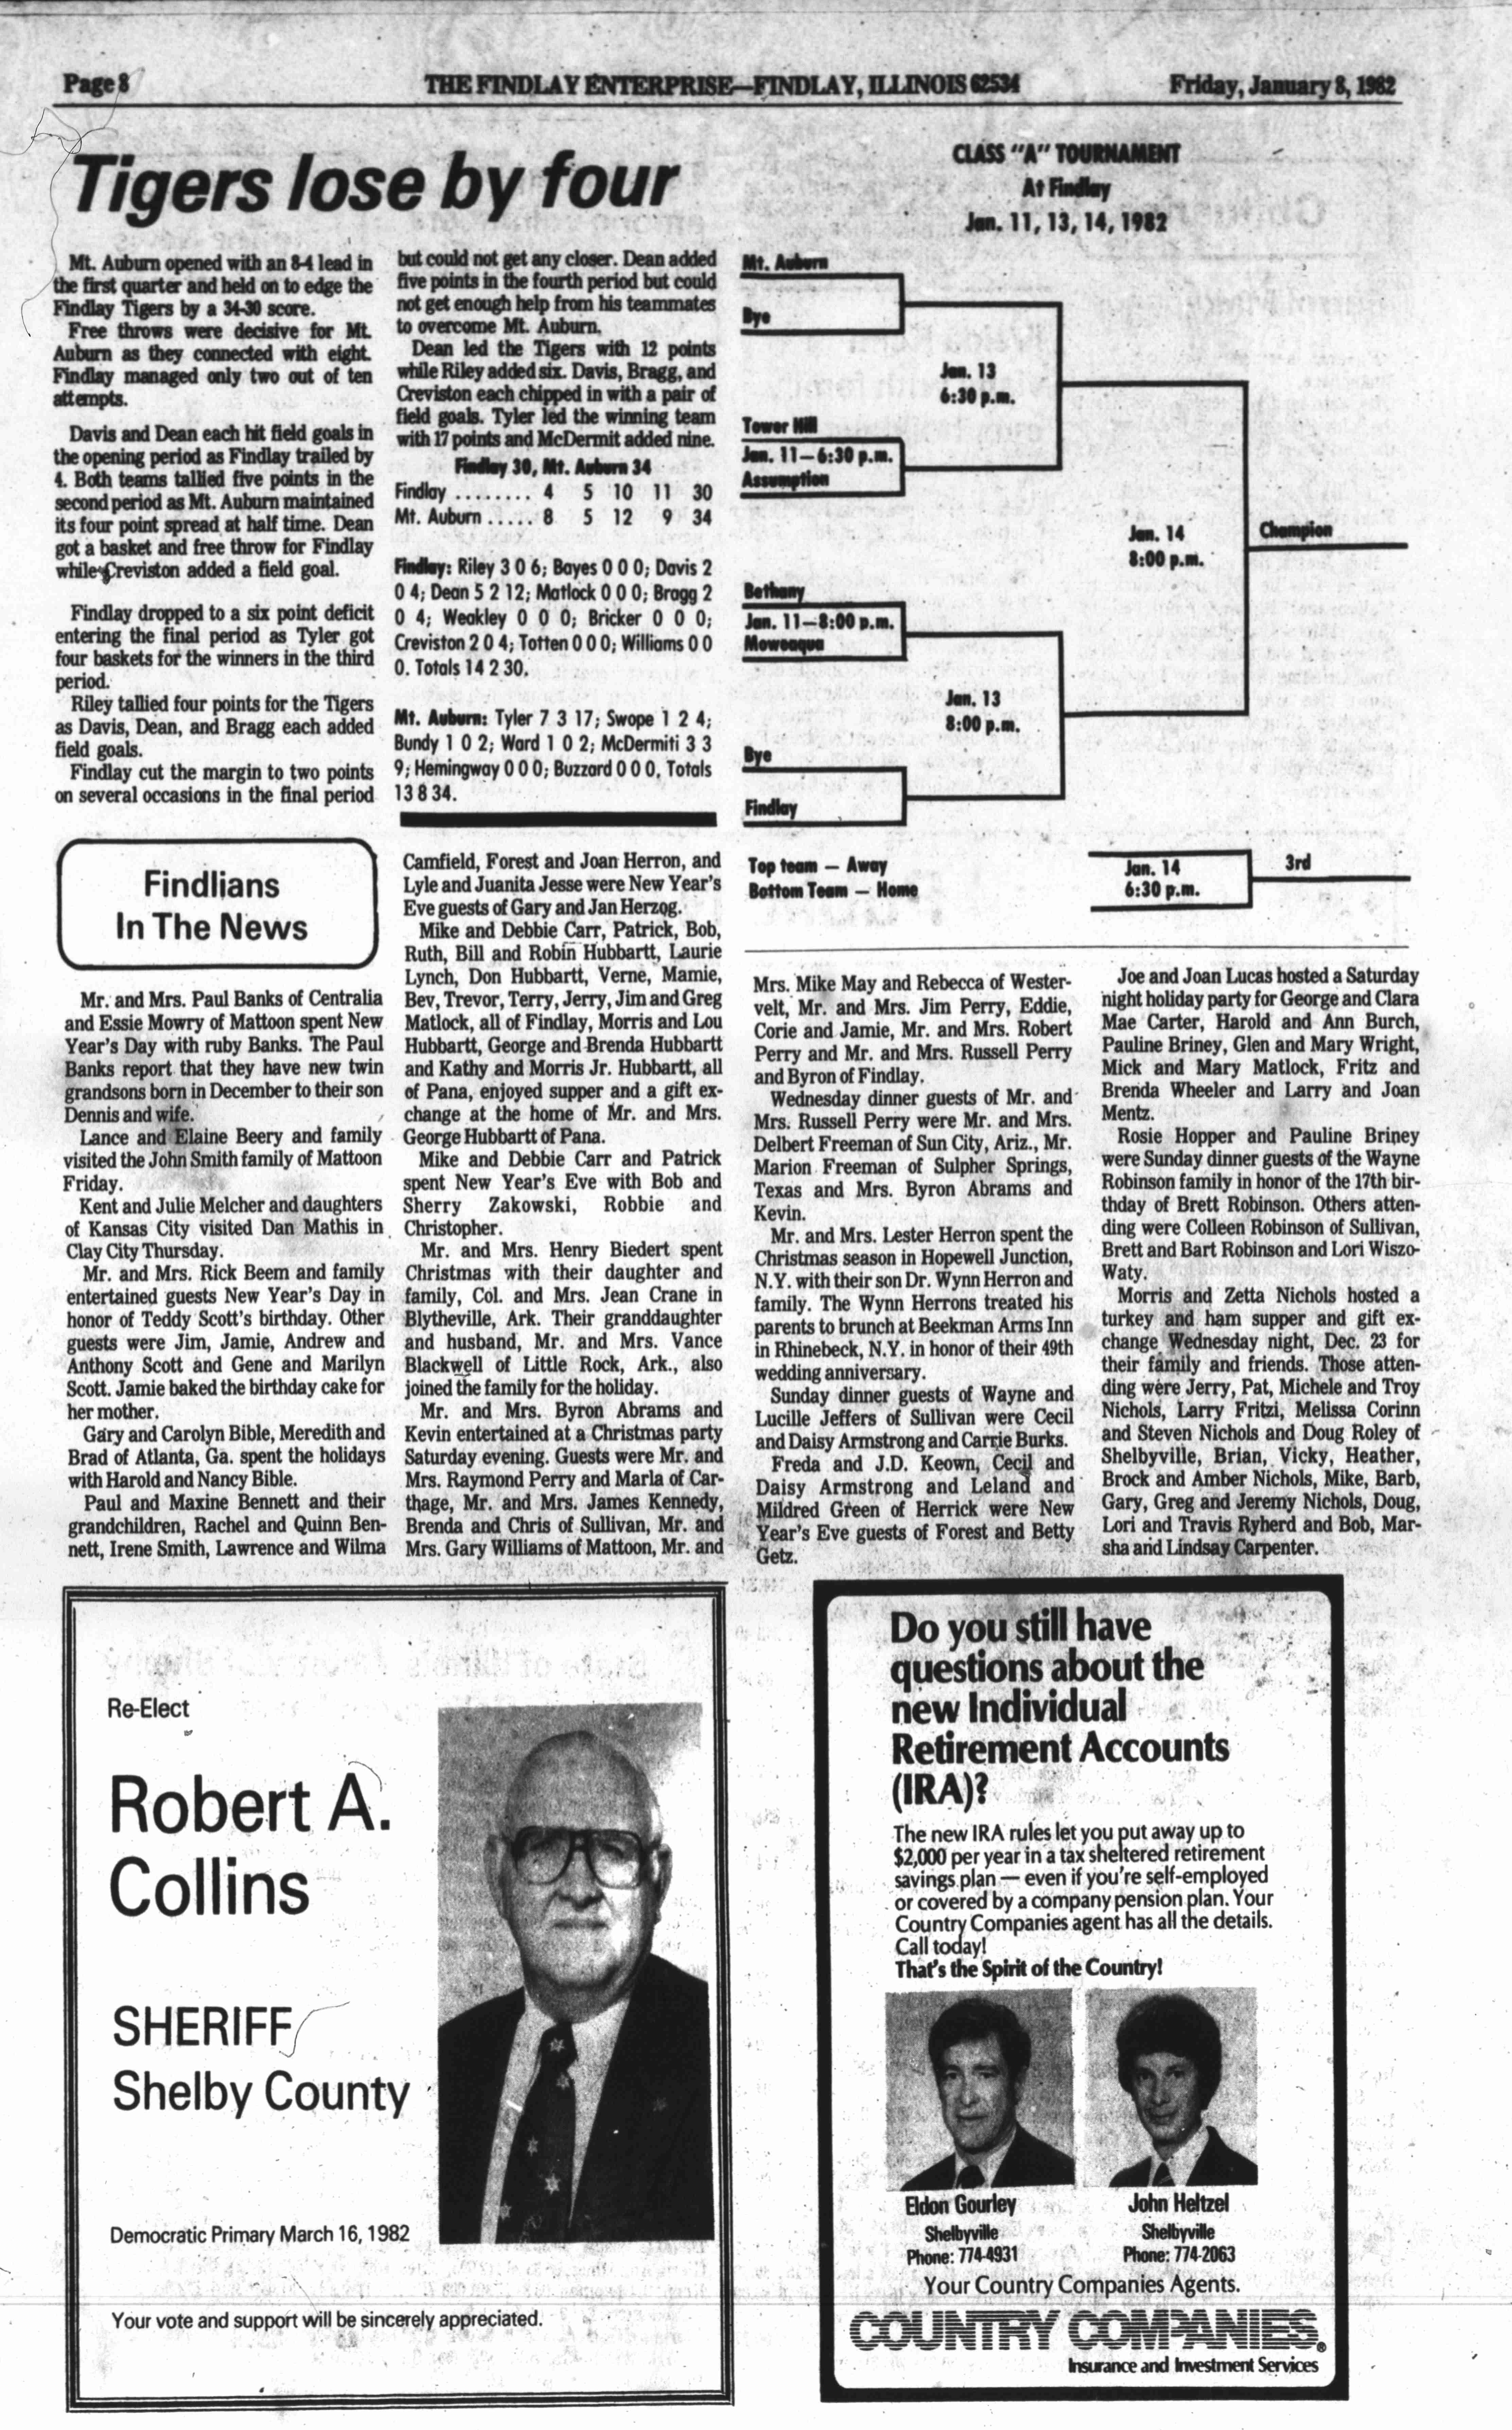 Page 8
THE FINDLAY ENTERPRISE—FINDLAY, ILLINOIS 62534
Friday, January 8, 1982
Tigers lose by four
Mt. Auburn opened with an 8-4 lead in
the first quarter and held on to edge the
Findlay Tigers by a 34-30 score.
Free throws were decisive for Mt.
Auburn as they connected with eight.
Findlay managed only two out of ten
attempts.
Davis and Dean each hit field goals in
the opening period as Findlay trailed by
4. Both teams tallied five points in the
second period as Mt. Auburn maintained
its four point spread at half time. Dean
got a basket and free throw for Findlay
while Creviston added a field goal.
Findlay dropped to a six point deficit
entering the final period as Tyler got
four baskets for the winners in the third
period.
Riley tallied four points for the Tigers
as Davis, Dean, and Bragg each added
field goals.
Findlay cut the margin to two points
on several occasions in the final period
but could not get any closer. Dean added
five points in the fourth period but could
not get enough help from his teammates
to overcome Mt. Auburn.
Dean led the Tigers with 12 points
while Riley added six. Davis, Bragg, and
Creviston each chipped in with a pair of
field goals. Tyler led the winning team
with 17 points and McDermit added nine.
Findlay 30, Mt. Auburn 34
Findlay ........ 4 5 10 11 30
Mt. Auburn ..... 8 5 12 9 34
Findlay: Riley 3 0 6; Bayes 0 0 0; Davis 2
0 4; Dean 5 2 12; Matlock 0 0 0; Bragg 2
0 4; Weakley 0 0 0; Bricker 0 0 0;
Creviston 2 0 4; Totten 0 0 0; Williams 0 0
0. Totals 14 2 30.
Mt. Auburn: Tyler 7 3 17; Swope 1 2 4;
Bundy 1 0 2; Ward 1 0 2; McDermiti 3 3
9; Hemingway 0 0 0; Buzzard 0 0 0. Totals
13 8 34.
CLASS "A" TOURNAMENT
At Findlay
Jan. 11, 13, 14, 1982
Mt. Auburn
Bye
Jan. 13
6:30 p.m.
Tower Hill
Jan. 11—6:30 p.m.
Assumption
Jan. 14
8:00 p.m.
Champion
Bethany
Jan. 11—8:00 p.m.
Moweaqua
Jan. 13
8:00 p.m.
Bye
Findlay
Top team — Away
Bottom Team — Home
Jan. 14
6:30 p.m.
3rd
Findlians
In The News
Mr. and Mrs. Paul Banks of Centralia
and Essie Mowry of Mattoon spent New
Year's Day with ruby Banks. The Paul
Banks report that they have new twin
grandsons born in December to their son
Dennis and wife.
Lance and Elaine Beery and family
visited the John Smith family of Mattoon
Friday.
Kent and Julie Melcher and daughters
of Kansas City visited Dan Mathis in
Clay City Thursday.
Mr. and Mrs. Rick Beem and family
entertained guests New Year's Day in
honor of Teddy Scott's birthday. Other
guests were Jim, Jamie, Andrew and
Anthony Scott and Gene and Marilyn
Scott. Jamie baked the birthday cake for
her mother.
Gary and Carolyn Bible, Meredith and
Brad of Atlanta, Ga. spent the holidays
with Harold and Nancy Bible.
Paul and Maxine Bennett and their
grandchildren, Rachel and Quinn Ben-
nett, Irene Smith, Lawrence and Wilma
Camfield, Forest and Joan Herron, and
Lyle and Juanita Jesse were New Year's
Eve guests of Gary and Jan Herzog.
Mike and Debbie Carr, Patrick, Bob,
Ruth, Bill and Robin Hubbartt, Laurie
Lynch, Don Hubbartt, Verne, Mamie,
Bev, Trevor, Terry, Jerry, Jim and Greg
Matlock, all of Findlay, Morris and Lou
Hubbartt, George and Brenda Hubbartt
and Kathy and Morris Jr. Hubbartt, all
of Pana, enjoyed supper and a gift ex-
change at the home of Mr. and Mrs.
George Hubbartt of Pana.
Mike and Debbie Carr and Patrick
spent New Year's Eve with Bob and
Sherry Zakowski, Robbie and
Christopher.
Mr. and Mrs. Henry Biedert spent
Christmas with their daughter and
family, Col. and Mrs. Jean Crane in
Blytheville, Ark. Their granddaughter
and husband, Mr. and Mrs. Vance
Blackwell of Little Rock, Ark., also
joined the family for the holiday.
Mr. and Mrs. Byron Abrams and
Kevin entertained at a Christmas party
Saturday evening. Guests were Mr. and
Mrs. Raymond Perry and Marla of Car-
thage, Mr. and Mrs. James Kennedy,
Brenda and Chris of Sullivan, Mr. and
Mrs. Gary Williams of Mattoon, Mr. and
Mrs. Mike May and Rebecca of Wester-
velt, Mr. and Mrs. Jim Perry, Eddie,
Corie and Jamie, Mr. and Mrs. Robert
Perry and Mr. and Mrs. Russell Perry
and Byron of Findlay.
Wednesday dinner guests of Mr. and
Mrs. Russell Perry were Mr. and Mrs.
Delbert Freeman of Sun City, Ariz., Mr.
Marion Freeman of Sulpher Springs,
Texas and Mrs. Byron Abrams and
Kevin.
Mr. and Mrs. Lester Herron spent the
Christmas season in Hopewell Junction,
N.Y. with their son Dr. Wynn Herron and
family. The Wynn Herrons treated his
parents to brunch at Beekman Arms Inn
in Rhinebeck, N.Y. in honor of their 49th
wedding anniversary.
Sunday dinner guests of Wayne and
Lucille Jeffers of Sullivan were Cecil
and Daisy Armstrong and Carrie Burks.
Freda and J.D. Keown, Cecil and
Daisy Armstrong and Leland and
Mildred Green of Herrick were New
Year's Eve guests of Forest and Betty
Getz.
Joe and Joan Lucas hosted a Saturday
night holiday party for George and Clara
Mae Carter, Harold and Ann Burch,
Pauline Briney, Glen and Mary Wright,
Mick and Mary Matlock, Fritz and
Brenda Wheeler and Larry and Joan
Mentz.
Rosie Hopper and Pauline Briney
were Sunday dinner guests of the Wayne
Robinson family in honor of the 17th bir-
thday of Brett Robinson. Others atten-
ding were Colleen Robinson of Sullivan,
Brett and Bart Robinson and Lori Wiszo-
Waty.
Morris and Zetta Nichols hosted a
turkey and ham supper and gift ex-
change Wednesday night, Dec. 23 for
their family and friends. Those atten-
ding were Jerry, Pat, Michele and Troy
Nichols, Larry Fritzi, Melissa Corinn
and Steven Nichols and Doug Roley of
Shelbyville, Brian, Vicky, Heather,
Brock and Amber Nichols, Mike, Barb,
Gary, Greg and Jeremy Nichols, Doug,
Lori and Travis Ryherd and Bob, Mar-
sha and Lindsay Carpenter.
Re-Elect
Robert A.
Collins
SHERIFF
Shelby County
Democratic Primary March 16, 1982
Your vote and support will be sincerely appreciated.
Do you still have
questions about the
new Individual
Retirement Accounts
(IRA)?
The new IRA rules let you put away up to
$2,000 per year in a tax sheltered retirement
savings plan — even if you're self-employed
or covered by a company pension plan. Your
Country Companies agent has all the details.
Call today!
That's the Spirit of the Country!
Eldon Gourley
Shelbyville
Phone: 774-4931
John Heltzel
Shelbyville
Phone: 774-2063
Your Country Companies Agents.
COUNTRY COMPANIES®
Insurance and Investment Services